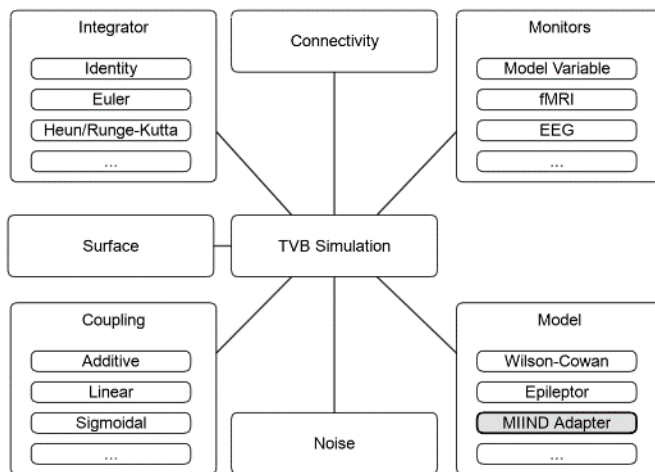 Integrator
Identity
Euler
Heun/Runge-Kutta
...
Connectivity
Monitors
Model Variable
fMRI
EEG
...
Surface
TVB Simulation
Coupling
Additive
Linear
Sigmoidal
...
Noise
Model
Wilson-Cowan
Epileptor
MIIND Adapter
...